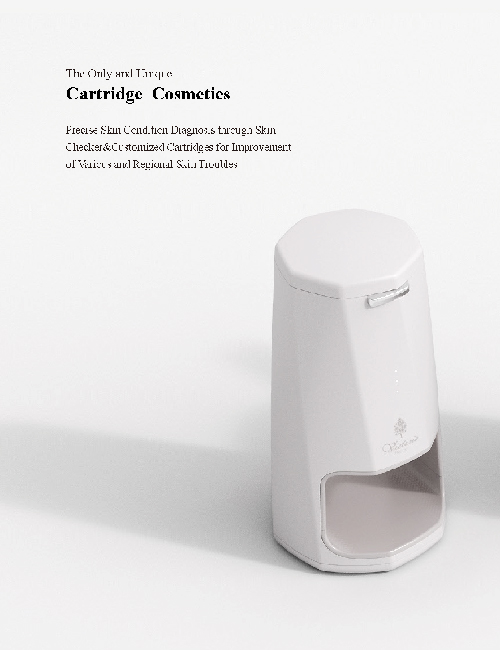 The Only and Unique
Cartridge Cosmetics
Precise Skin Condition Diagnosis through Skin
Checker&Customized Cartridges for Improvement
of Various and Regional Skin Troubles